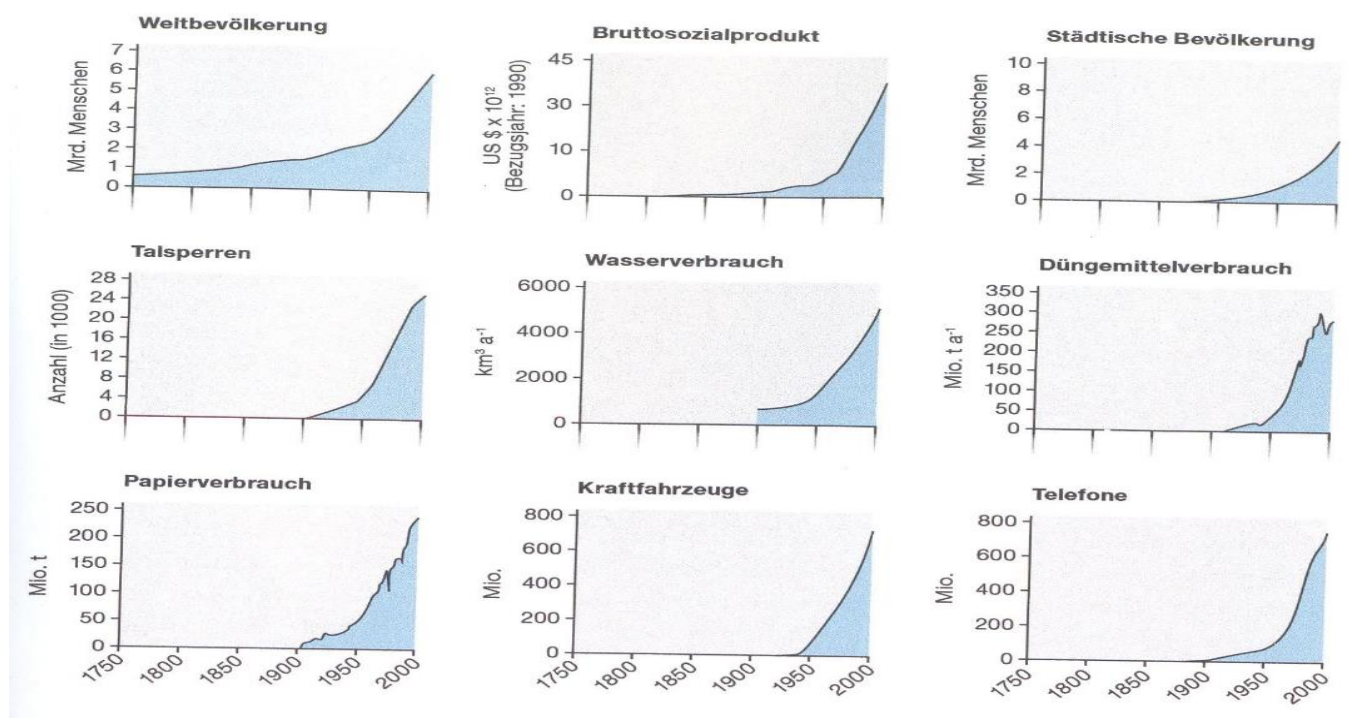 Weltbevölkerung
Mrd. Menschen
7
6
5
4
3
2
1
0
Bruttosozialprodukt
US $ x 10¹²
(Bezugsjahr: 1990)
45
30
10
0
Städtische Bevölkerung
Mrd. Menschen
10
8
6
4
2
0
Talsperren
Anzahl (in 1000)
28
24
20
16
12
8
4
0
Wasserverbrauch
km³ a⁻¹
6000
4000
2000
0
Düngemittelverbrauch
Mio. t a⁻¹
350
300
250
200
150
100
50
0
Papierverbrauch
Mio. t
250
200
150
100
50
0
1750 1800 1850 1900 1950 2000
Kraftfahrzeuge
Mio.
800
600
400
200
0
1750 1800 1850 1900 1950 2000
Telefone
Mio.
800
600
400
200
0
1750 1800 1850 1900 1950 2000